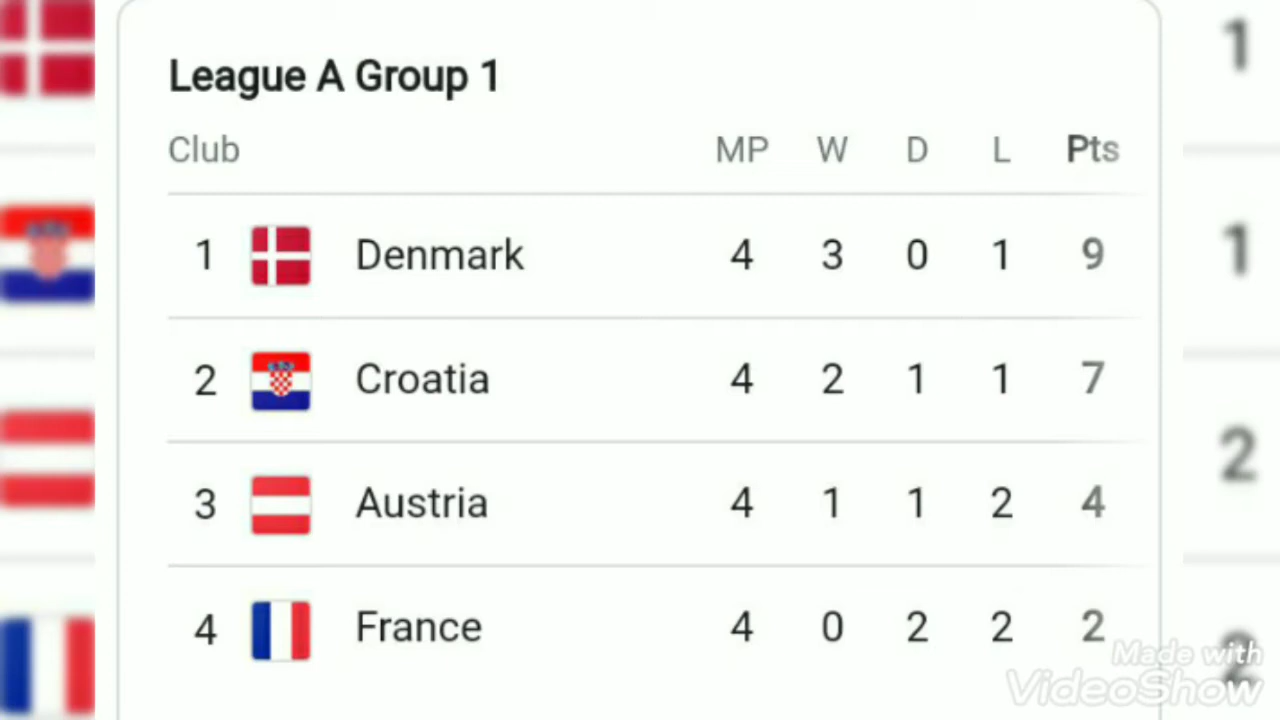 League A Group 1
Club MP W D L Pts
1 Denmark 4 3 0 1 9
2 Croatia 4 2 1 1 7
3 Austria 4 1 1 2 4
4 France 4 0 2 2 2
1
1
2
2
Made with
VideoShow